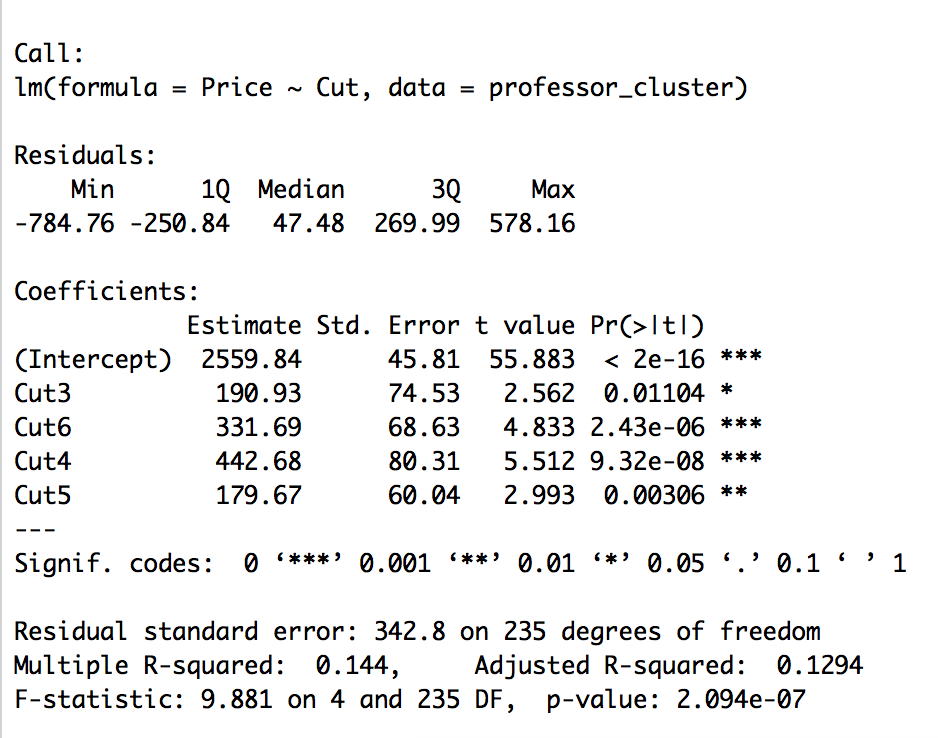 Call:
lm(formula = Price ~ Cut, data = professor_cluster)
Residuals:
    Min      1Q  Median      3Q     Max
-784.76 -250.84   47.48  269.99  578.16
Coefficients:
            Estimate Std. Error t value Pr(>|t|)
(Intercept)  2559.84      45.81  55.883  < 2e-16 ***
Cut3          190.93      74.53   2.562  0.01104 *
Cut6          331.69      68.63   4.833 2.43e-06 ***
Cut4          442.68      80.31   5.512 9.32e-08 ***
Cut5          179.67      60.04   2.993  0.00306 **
---
Signif. codes:  0 ‘***’ 0.001 ‘**’ 0.01 ‘*’ 0.05 ‘.’ 0.1 ‘ ’ 1
Residual standard error: 342.8 on 235 degrees of freedom
Multiple R-squared:  0.144,     Adjusted R-squared:  0.1294
F-statistic: 9.881 on 4 and 235 DF,  p-value: 2.094e-07